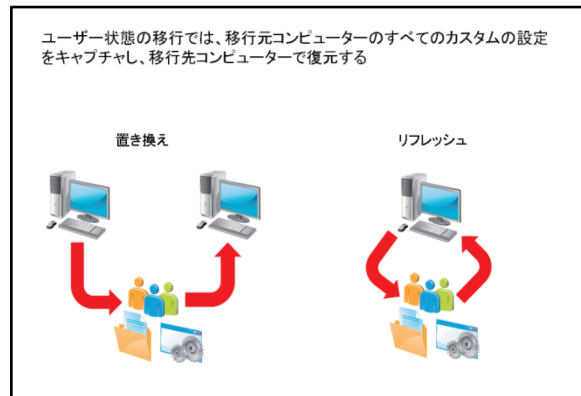 ユーザー状態の移行では、移行元コンピューターのすべてのカスタムの設定
をキャプチャし、移行先コンピューターで復元する
置き換え
リフレッシュ